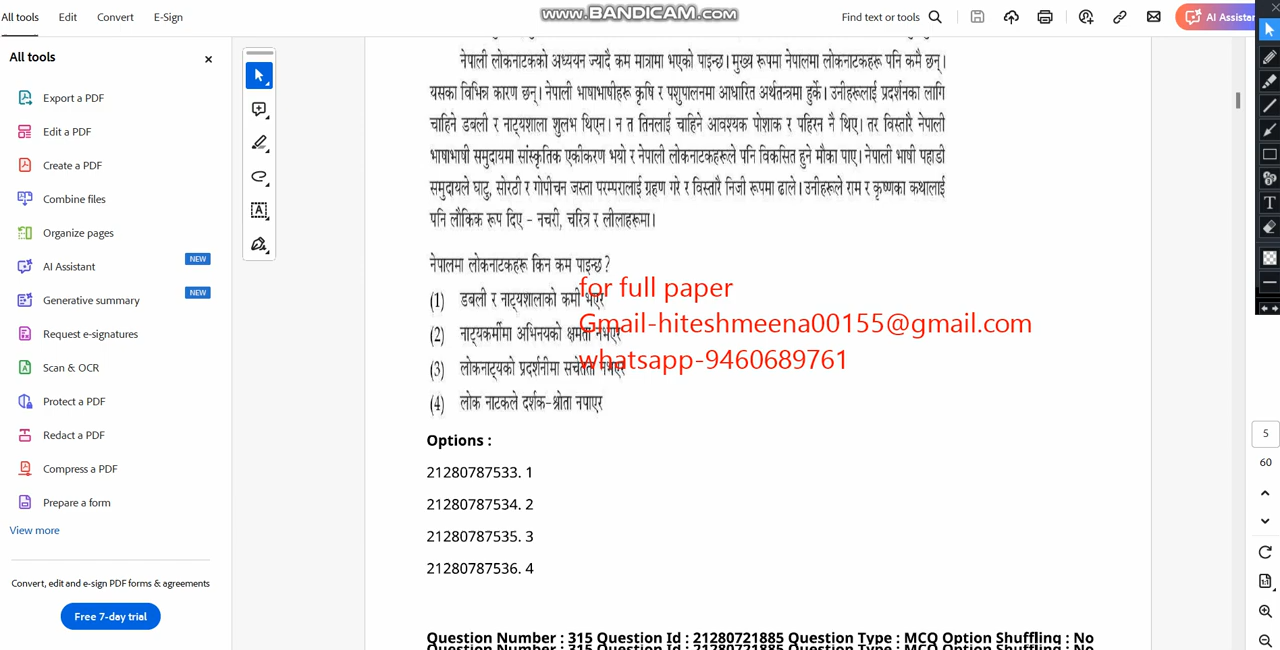 All tools
Edit
Convert
E-Sign
www.BANDICAM.com
Find text or tools
AI Assistan
All tools
Export a PDF
Edit a PDF
Create a PDF
Combine files
Organize pages
AI Assistant
NEW
Generative summary
NEW
Request e-signatures
Scan & OCR
Protect a PDF
Redact a PDF
Compress a PDF
Prepare a form
View more
Convert, edit and e-sign PDF forms & agreements
Free 7-day trial
नेपाली लोकनाटकको अध्ययन ज्यादै कम मात्रामा भएको पाइन्छ। मुख्य रूपमा नेपालमा लोकनाटकहरू पनि कमै छन्।
यसका विभिन्न कारण छन्। नेपाली भाषाभाषीहरू कृषि र पशुपालनमा आधारित अर्थतन्त्रमा हुर्के। उनीहरूलाई प्रदर्शनका लागि
चाहिने डबली र नाट्यशाला शुलभ थिएन। न त तिनलाई चाहिने आवश्यक पोशाक र पहिरन नै थिए। तर विस्तारै नेपाली
भाषाभाषी समुदायमा सांस्कृतिक एकीकरण भयो र नेपाली लोकनाटकहरूले पनि विकसित हुने मौका पाए। नेपाली भाषी पहाडी
समुदायले घाटु, सोरठी र गोपीचन जस्ता परम्परालाई ग्रहण गरे र विस्तारै निजी रूपमा ढाले। उनीहरूले राम र कृष्णका कथालाई
पनि लौकिक रूप दिए - नचरी, चरित्र र लीलाहरूमा।
नेपालमा लोकनाटकहरू किन कम पाइन्छ?
(1) डबली र नाट्यशालाको कमी भएर
(2) नाट्यकर्मीमा अभिनयको क्षमता नभएर
(3) लोकनाट्यको प्रदर्शनीमा सचेतता नभएर
(4) लोक नाटकले दर्शक-श्रोता नपाएर
for full paper
Gmail-hiteshmeena00155@gmail.com
whatsapp-9460689761
Options :
21280787533. 1
21280787534. 2
21280787535. 3
21280787536. 4
Question Number : 315 Question Id : 21280721885 Question Type : MCQ Option Shuffling : No
5
60